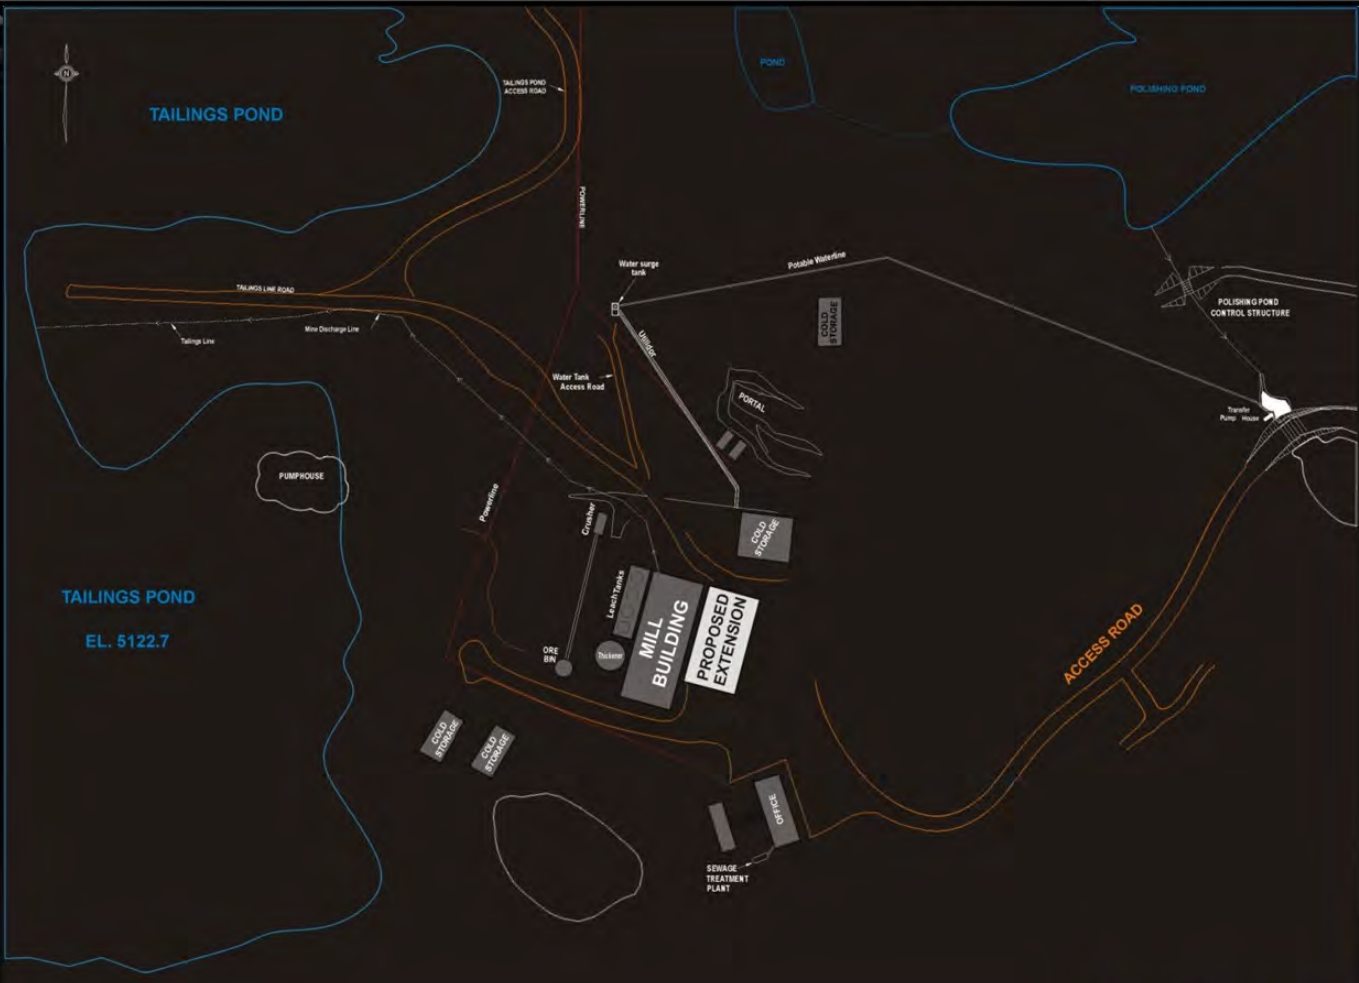 N
TAILINGS POND
TAILINGS POND
ACCESS ROAD
POND
POLISHING POND
POWERLINE
Water surge
tank
Potable Waterline
TAILINGS LINE ROAD
Mine Discharge Line
Tailings Line
Utilidor
COLD
STORAGE
POLISHING POND
CONTROL STRUCTURE
Water Tank
Access Road
PORTAL
Transfer
Pump House
PUMPHOUSE
Powerline
Crusher
COLD
STORAGE
TAILINGS POND
EL. 5122.7
LeachTanks
MILL
BUILDING
PROPOSED
EXTENSION
ORE
BIN
Thickener
ACCESS ROAD
COLD
STORAGE
COLD
STORAGE
OFFICE
SEWAGE
TREATMENT
PLANT